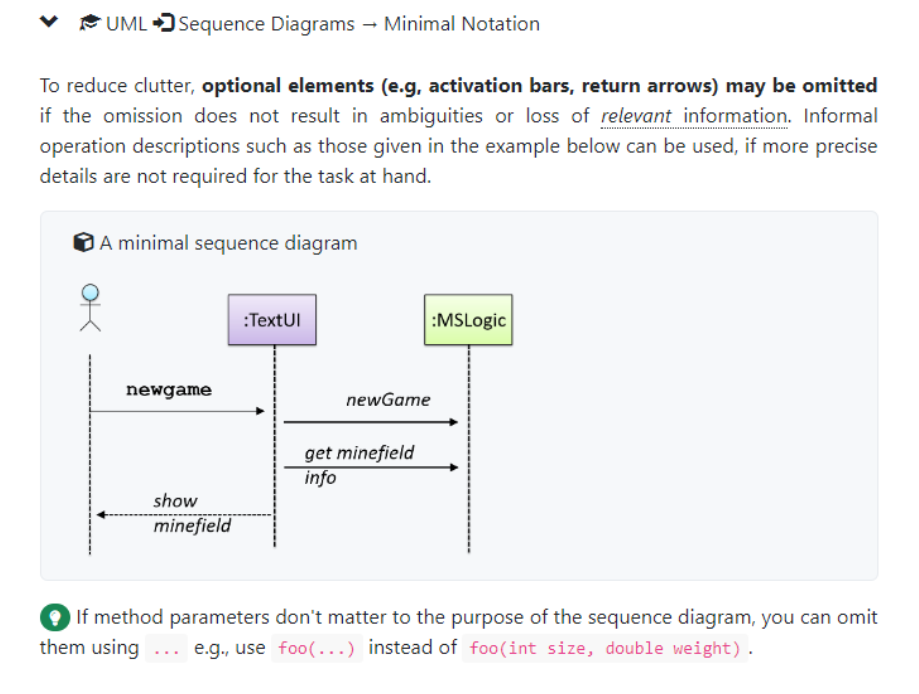 UML Sequence Diagrams → Minimal Notation
To reduce clutter, optional elements (e.g, activation bars, return arrows) may be omitted
if the omission does not result in ambiguities or loss of relevant information. Informal
operation descriptions such as those given in the example below can be used, if more precise
details are not required for the task at hand.
A minimal sequence diagram
:TextUI
:MSLogic
newgame
newGame
get minefield
info
show
minefield
If method parameters don't matter to the purpose of the sequence diagram, you can omit
them using ... e.g., use foo(...) instead of foo(int size, double weight) .